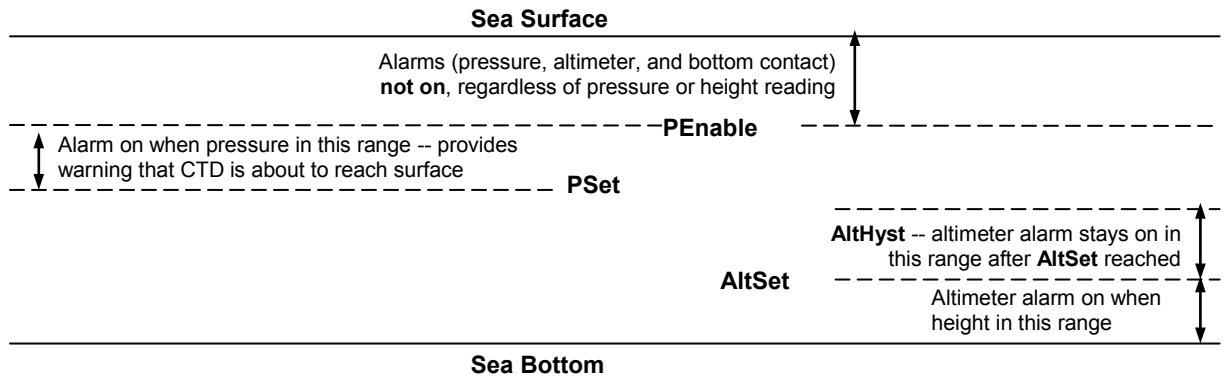 Sea Surface
Alarms (pressure, altimeter, and bottom contact)
not on, regardless of pressure or height reading
PEnable
Alarm on when pressure in this range -- provides
warning that CTD is about to reach surface
PSet
AltHyst -- altimeter alarm stays on in
this range after AltSet reached
AltSet
Altimeter alarm on when
height in this range
Sea Bottom